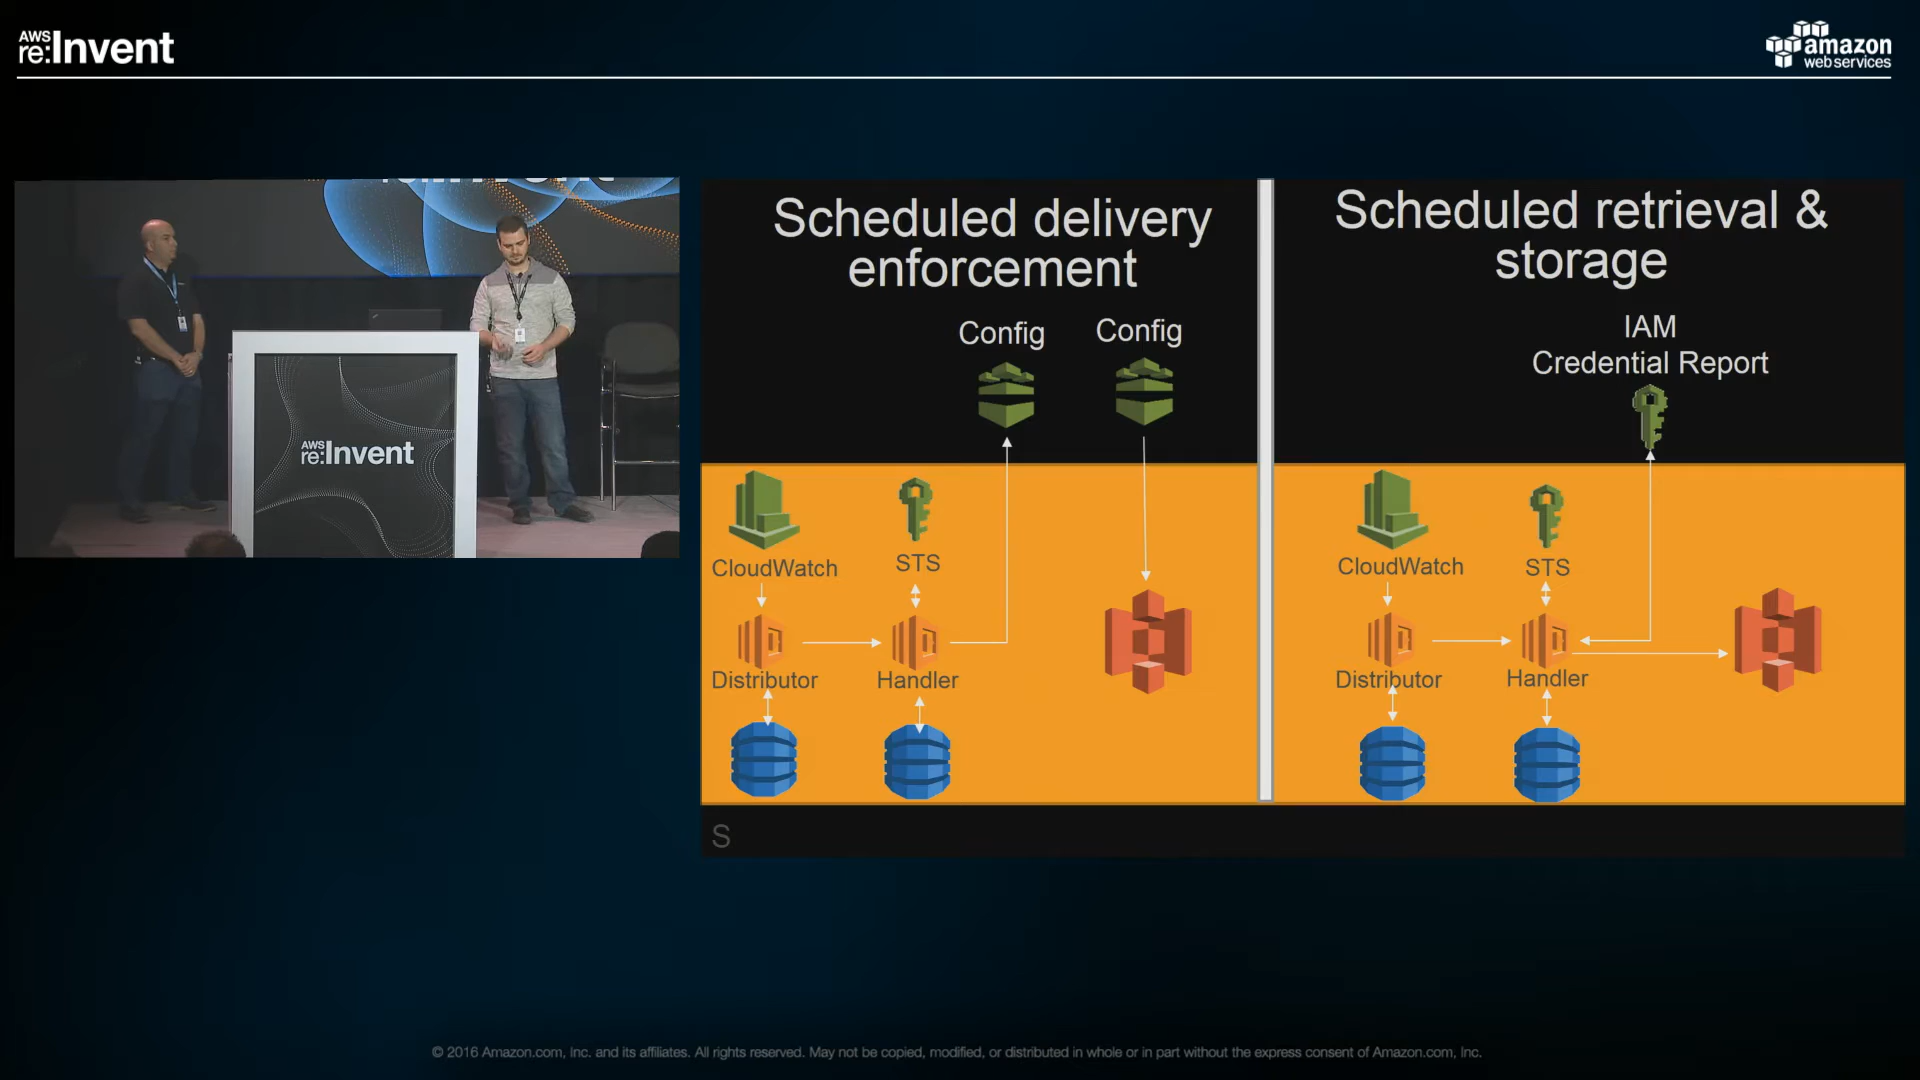 AWS
re:Invent
amazon
web services
AWS
re:Invent
Scheduled delivery
enforcement
Config
Config
CloudWatch
STS
Distributor
Handler
Scheduled retrieval &
storage
IAM
Credential Report
CloudWatch
STS
Distributor
Handler
S
© 2016 Amazon.com, Inc. and its affiliates. All rights reserved. May not be copied, modified, or distributed in whole or in part without the express consent of Amazon.com, Inc.